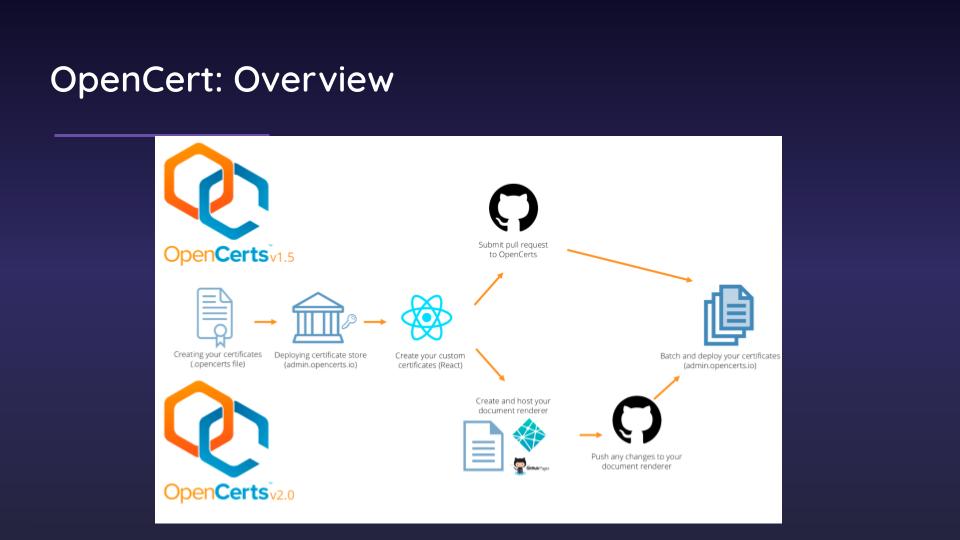 OpenCert: Overview
OpenCerts™ v1.5
Submit pull request
to OpenCerts
Creating your certificates
(.opencerts file)
Deploying certificate store
(admin.opencerts.io)
Create your custom
certificates (React)
Batch and deploy your certificates
(admin.opencerts.io)
Create and host your
document renderer
GitHub Pages
Push any changes to your
document renderer
OpenCerts™ v2.0